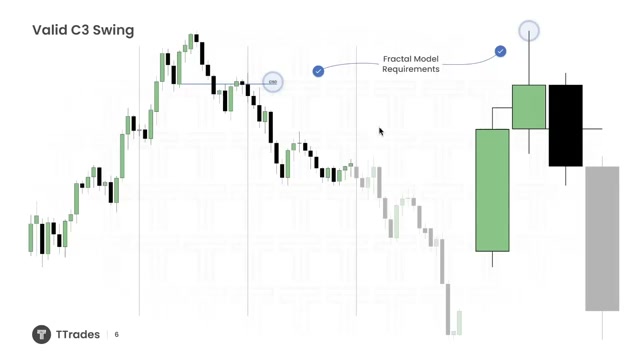 Valid C3 Swing
Fractal Model
Requirements
TTrades
6